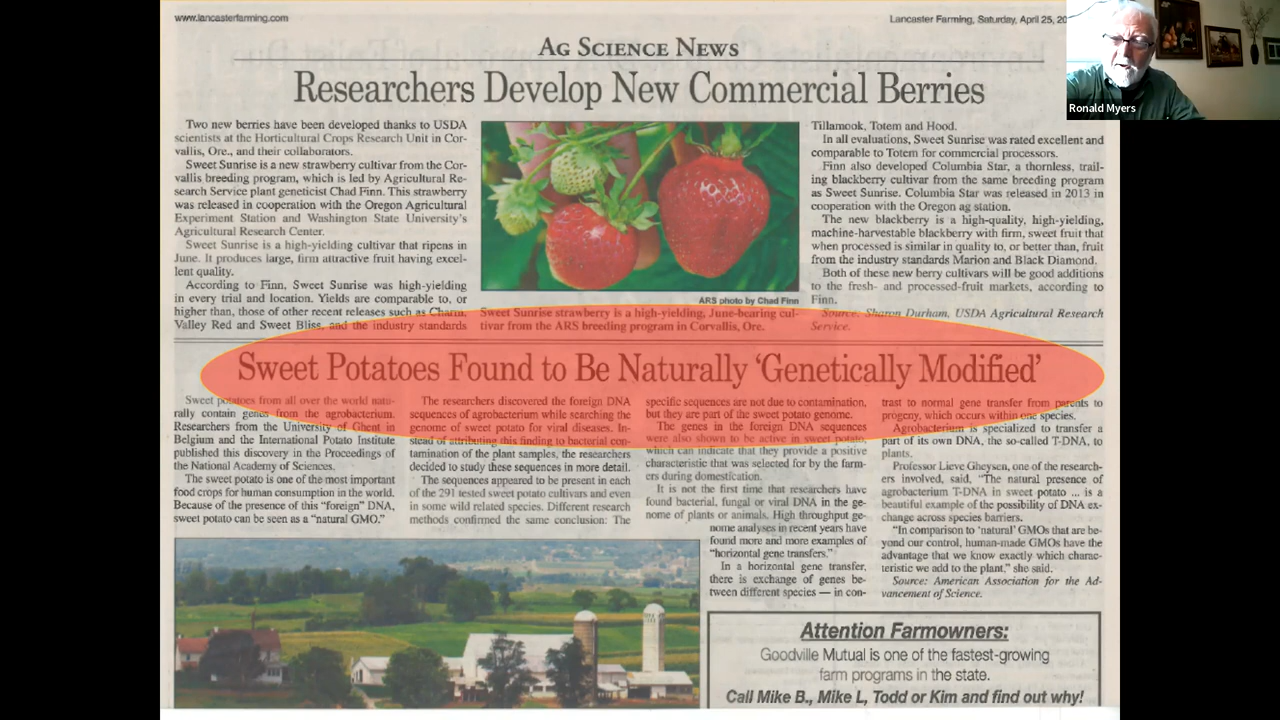 www.lancasterfarming.com
Lancaster Farming, Saturday, April 25, 20
Ronald Myers
AG SCIENCE NEWS
Researchers Develop New Commercial Berries
Two new berries have been developed thanks to USDA
scientists at the Horticultural Crops Research Unit in Cor-
vallis, Ore., and their collaborators.
Sweet Sunrise is a new strawberry cultivar from the Cor-
vallis breeding program, which is led by Agricultural Re-
search Service plant geneticist Chad Finn. This strawberry
was released in cooperation with the Oregon Agricultural
Experiment Station and Washington State University's
Agricultural Research Center.
Sweet Sunrise is a high-yielding cultivar that ripens in
June. It produces large, firm attractive fruit having excel-
lent quality.
According to Finn, Sweet Sunrise was high-yielding
in every trial and location. Yields are comparable to, or
higher than, those of other recent releases such as Charm,
Valley Red and Sweet Bliss, and the industry standards
ARS photo by Chad Finn
Sweet Sunrise strawberry is a high-yielding, June-bearing cul-
tivar from the ARS breeding program in Corvallis, Ore.
Tillamook, Totem and Hood.
In all evaluations, Sweet Sunrise was rated excellent and
comparable to Totem for commercial processors.
Finn also developed Columbia Star, a thornless, trail-
ing blackberry cultivar from the same breeding program
as Sweet Sunrise. Columbia Star was released in 2013 in
cooperation with the Oregon ag station.
The new blackberry is a high-quality, high-yielding,
machine-harvestable blackberry with firm, sweet fruit that
when processed is similar in quality to, or better than, fruit
from the industry standards Marion and Black Diamond.
Both of these new berry cultivars will be good additions
to the fresh- and processed-fruit markets, according to
Finn.
Source: Sharon Durham, USDA Agricultural Research
Service.
Sweet Potatoes Found to Be Naturally ‘Genetically Modified’
Sweet potatoes from all over the world natu-
rally contain genes from the agrobacterium.
Researchers from the University of Ghent in
Belgium and the International Potato Institute
published this discovery in the Proceedings of
the National Academy of Sciences.
The sweet potato is one of the most important
food crops for human consumption in the world.
Because of the presence of this “foreign” DNA,
sweet potato can be seen as a “natural GMO.”
The researchers discovered the foreign DNA
sequences of agrobacterium while searching the
genome of sweet potato for viral diseases. In-
stead of attributing this finding to bacterial con-
tamination of the plant samples, the researchers
decided to study these sequences in more detail.
The sequences appeared to be present in each
of the 291 tested sweet potato cultivars and even
in some wild related species. Different research
methods confirmed the same conclusion: The
specific sequences are not due to contamination,
but they are part of the sweet potato genome.
The genes in the foreign DNA sequences
were also shown to be active in sweet potato,
which can indicate that they provide a positive
characteristic that was selected for by the farm-
ers during domestication.
It is not the first time that researchers have
found bacterial, fungal or viral DNA in the ge-
nome of plants or animals. High throughput ge-
nome analyses in recent years have
found more and more examples of
“horizontal gene transfers.”
In a horizontal gene transfer,
there is exchange of genes be-
tween different species — in con-
trast to normal gene transfer from parents to
progeny, which occurs within one species.
Agrobacterium is specialized to transfer a
part of its own DNA, the so-called T-DNA, to
plants.
Professor Lieve Gheysen, one of the research-
ers involved, said, “The natural presence of
agrobacterium T-DNA in sweet potato ... is a
beautiful example of the possibility of DNA ex-
change across species barriers.
“In comparison to ‘natural’ GMOs that are be-
yond our control, human-made GMOs have the
advantage that we know exactly which charac-
teristic we add to the plant,” she said.
Source: American Association for the Ad-
vancement of Science.
Attention Farmowners:
Goodville Mutual is one of the fastest-growing
farm programs in the state.
Call Mike B., Mike L, Todd or Kim and find out why!